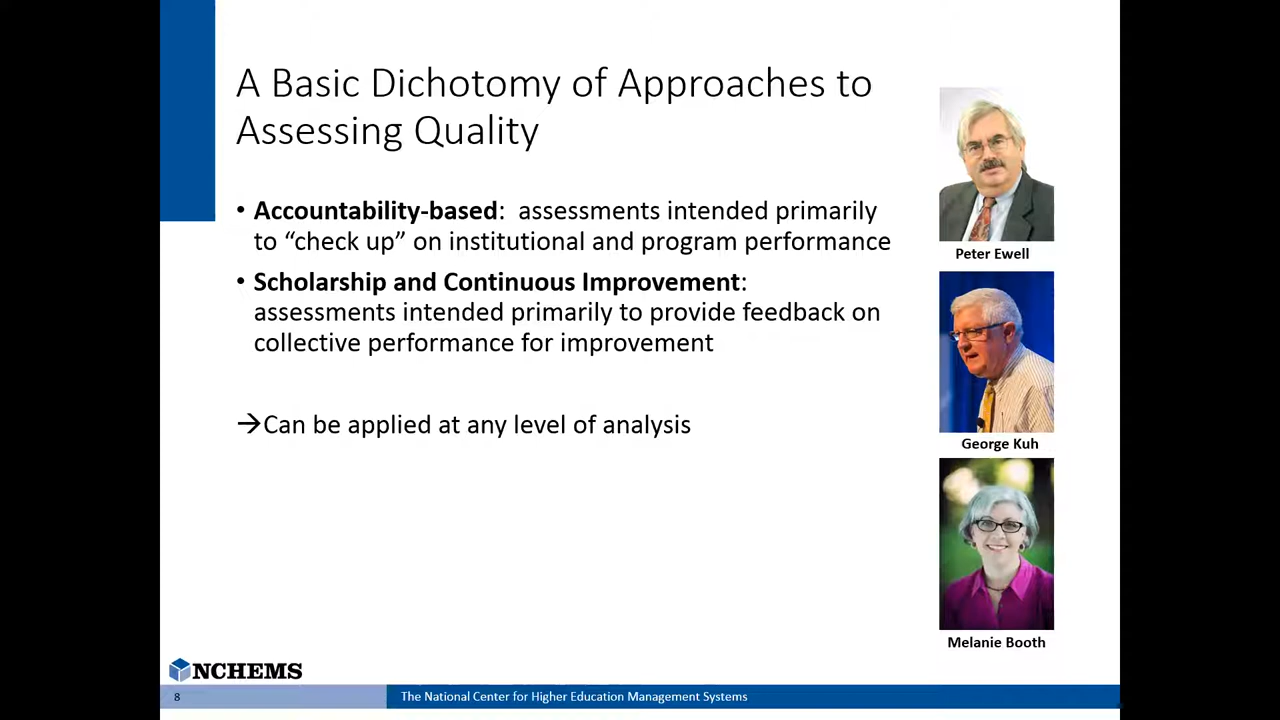 A Basic Dichotomy of Approaches to
Assessing Quality
• Accountability-based:  assessments intended primarily
to “check up” on institutional and program performance
• Scholarship and Continuous Improvement:
assessments intended primarily to provide feedback on
collective performance for improvement
→Can be applied at any level of analysis
Peter Ewell
George Kuh
Melanie Booth
NCHEMS
8
The National Center for Higher Education Management Systems